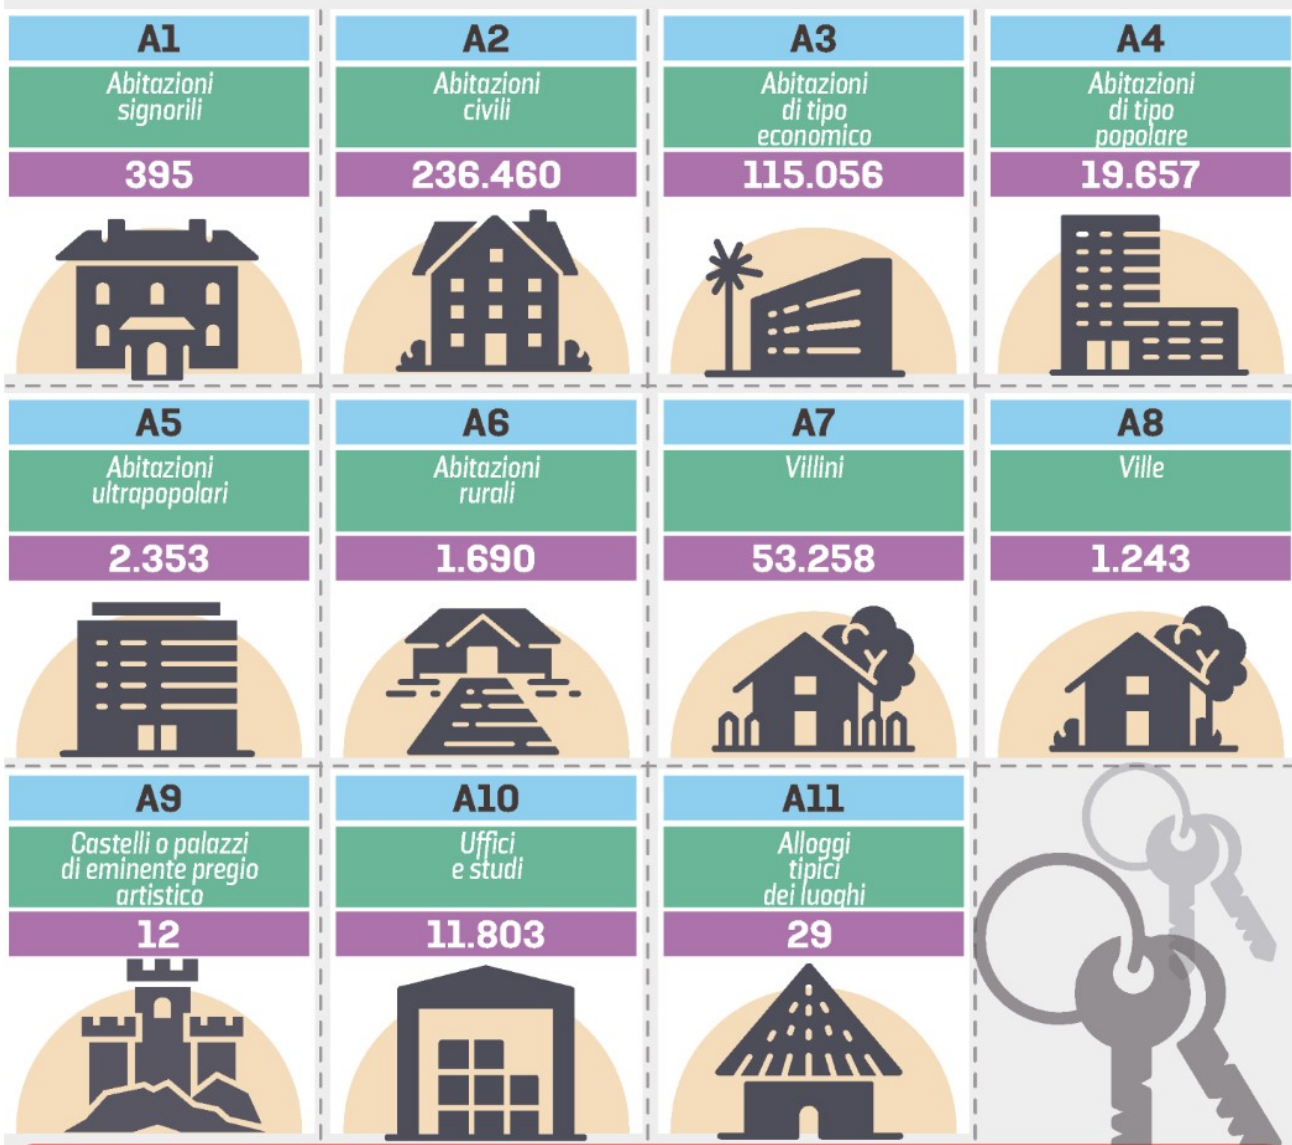 A1
Abitazioni
signorili
395
A2
Abitazioni
civili
236.460
A3
Abitazioni
di tipo
economico
115.056
A4
Abitazioni
di tipo
popolare
19.657
A5
Abitazioni
ultrapopolari
2.353
A6
Abitazioni
rurali
1.690
A7
Villini
53.258
A8
Ville
1.243
A9
Castelli o palazzi
di eminente pregio
artistico
12
A10
Uffici
e studi
11.803
A11
Alloggi
tipici
dei luoghi
29